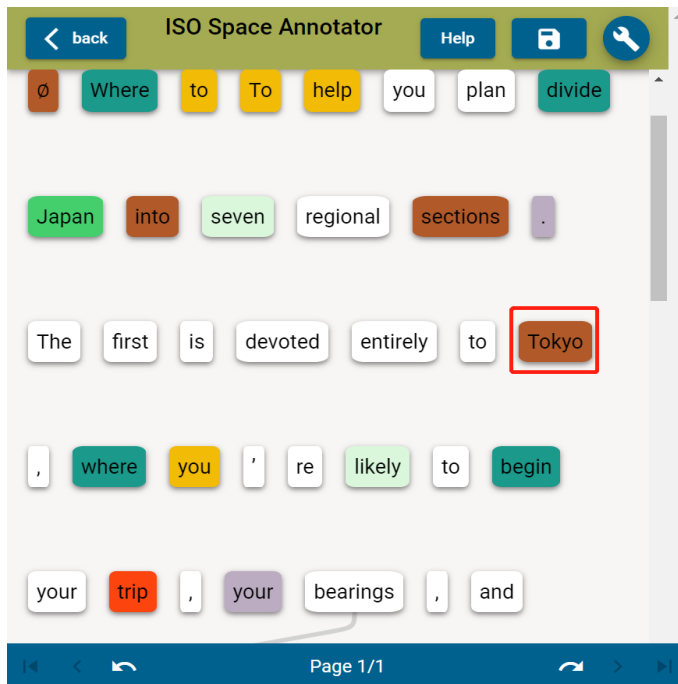 back ISO Space Annotator Help
Ø Where to To help you plan divide
Japan into seven regional sections .
The first is devoted entirely to Tokyo
, where you ’ re likely to begin
your trip , your bearings , and
Page 1/1